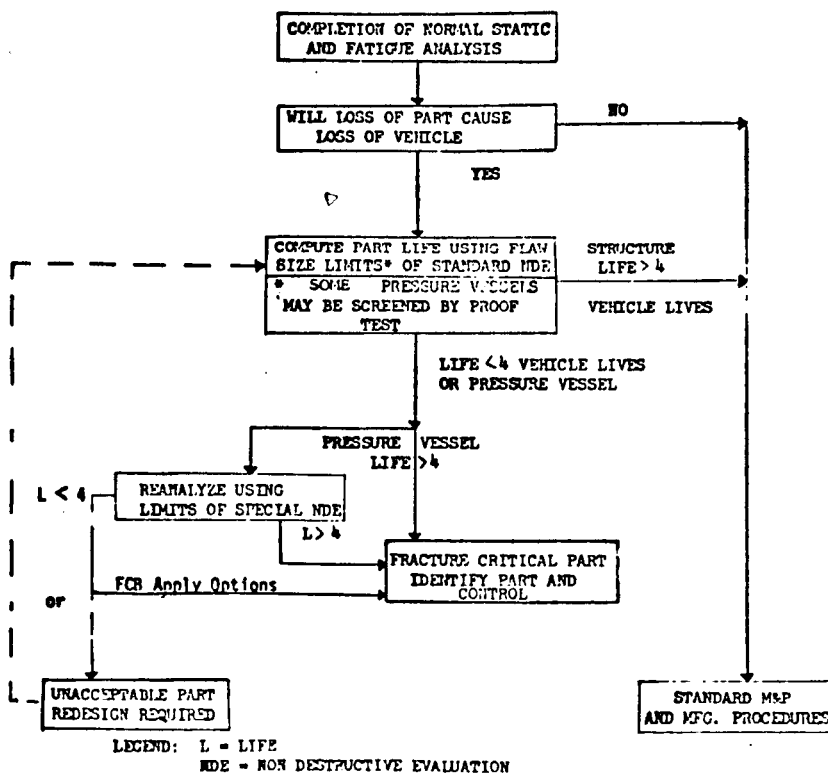 COMPLETION OF NORMAL STATIC
AND FATIGUE ANALYSIS
WILL LOSS OF PART CAUSE
LOSS OF VEHICLE
NO
YES
COMPUTE PART LIFE USING FLAW
SIZE LIMITS* OF STANDARD NDE
* SOME PRESSURE VESSELS
MAY BE SCREENED BY PROOF
TEST
STRUCTURE
LIFE > 4
VEHICLE LIVES
LIFE < 4 VEHICLE LIVES
OR PRESSURE VESSEL
PRESSURE VESSEL
LIFE > 4
L < 4
REANALYZE USING
LIMITS OF SPECIAL NDE
L > 4
FRACTURE CRITICAL PART
IDENTIFY PART AND
CONTROL
FCB Apply Options
or
UNACCEPTABLE PART
REDESIGN REQUIRED
STANDARD M&P
AND MFG. PROCEDURES
LEGEND: L = LIFE
NDE = NON DESTRUCTIVE EVALUATION